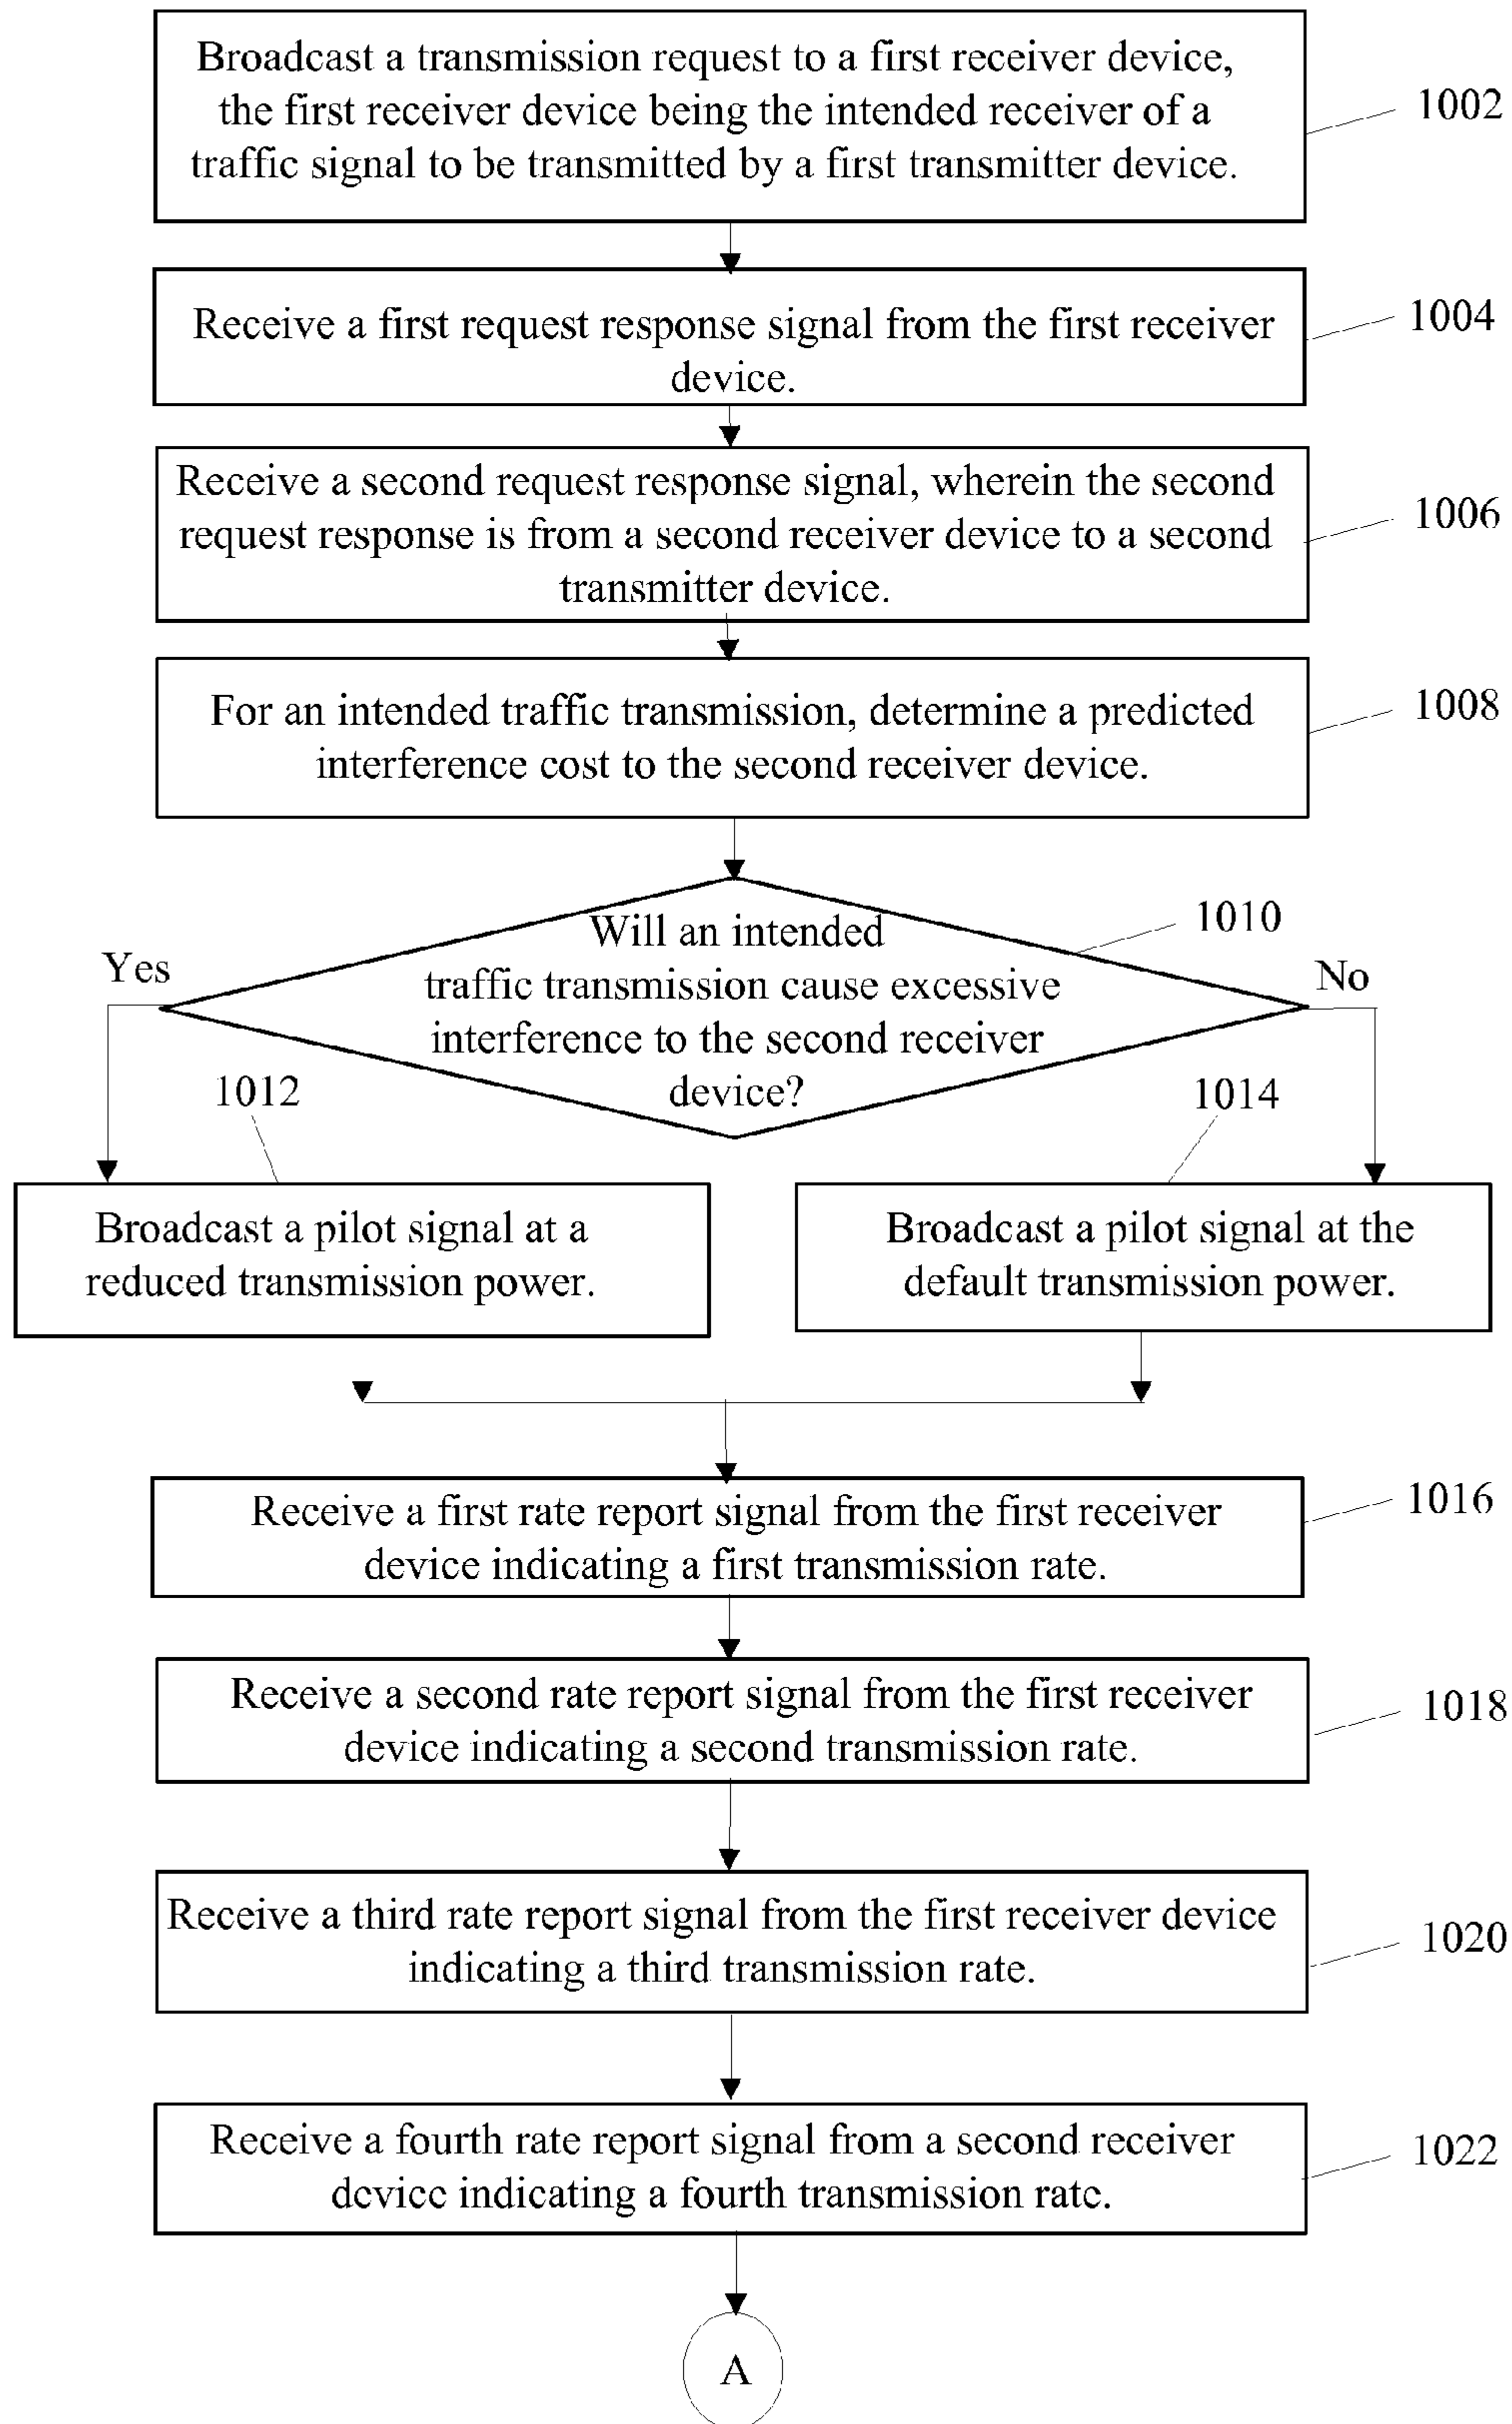 Broadcast a transmission request to a first receiver device,
the first receiver device being the intended receiver of a
traffic signal to be transmitted by a first transmitter device.
1002
Receive a first request response signal from the first receiver
device.
1004
Receive a second request response signal, wherein the second
request response is from a second receiver device to a second
transmitter device.
1006
For an intended traffic transmission, determine a predicted
interference cost to the second receiver device.
1008
Will an intended
traffic transmission cause excessive
interference to the second receiver
device?
1010
Yes
No
1012
1014
Broadcast a pilot signal at a
reduced transmission power.
Broadcast a pilot signal at the
default transmission power.
Receive a first rate report signal from the first receiver
device indicating a first transmission rate.
1016
Receive a second rate report signal from the first receiver
device indicating a second transmission rate.
1018
Receive a third rate report signal from the first receiver device
indicating a third transmission rate.
1020
Receive a fourth rate report signal from a second receiver
device indicating a fourth transmission rate.
1022
A